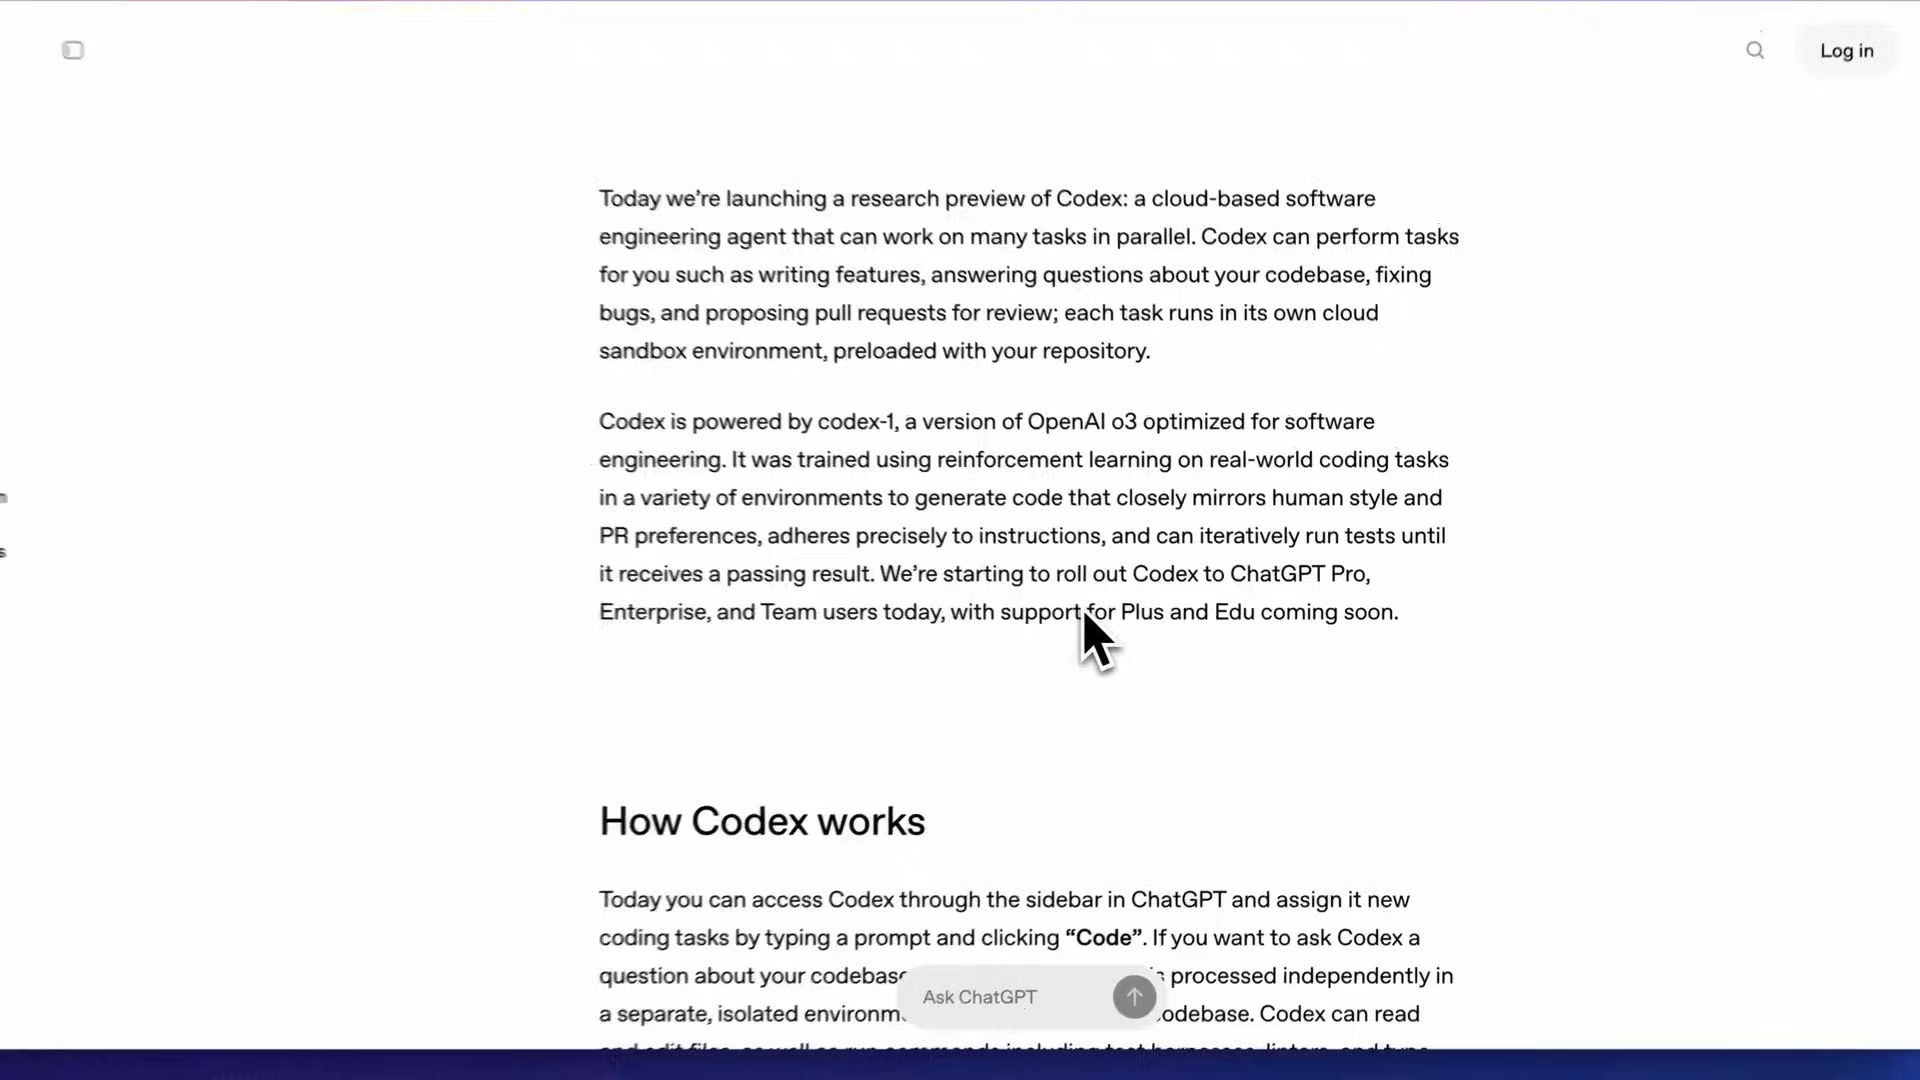 Log in
Today we're launching a research preview of Codex: a cloud-based software
engineering agent that can work on many tasks in parallel. Codex can perform tasks
for you such as writing features, answering questions about your codebase, fixing
bugs, and proposing pull requests for review; each task runs in its own cloud
sandbox environment, preloaded with your repository.
Codex is powered by codex-1, a version of OpenAI o3 optimized for software
engineering. It was trained using reinforcement learning on real-world coding tasks
in a variety of environments to generate code that closely mirrors human style and
PR preferences, adheres precisely to instructions, and can iteratively run tests until
it receives a passing result. We're starting to roll out Codex to ChatGPT Pro,
Enterprise, and Team users today, with support for Plus and Edu coming soon.
How Codex works
Today you can access Codex through the sidebar in ChatGPT and assign it new
coding tasks by typing a prompt and clicking “Code”. If you want to ask Codex a
question about your processed independently in
a separate, isolated Codex can read
Ask ChatGPT